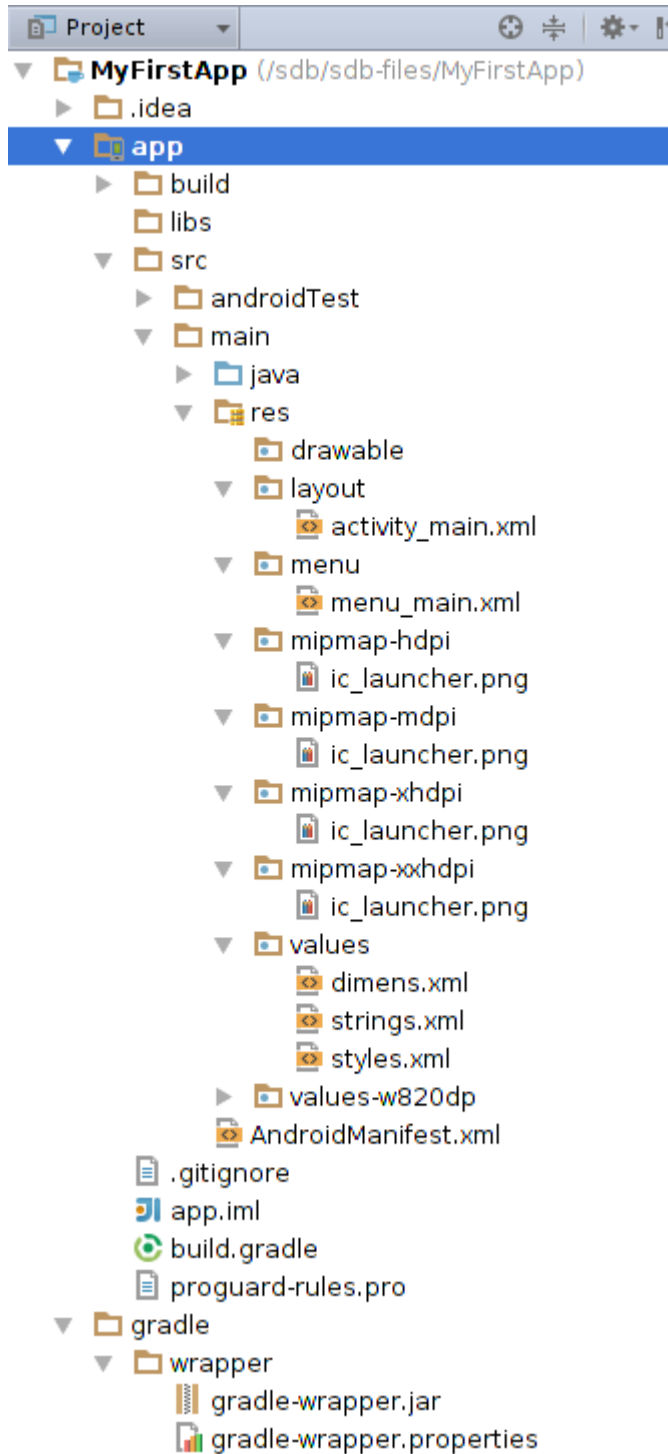 Project
MyFirstApp (/sdb/sdb-files/MyFirstApp)
.idea
app
build
libs
src
androidTest
main
java
res
drawable
layout
activity_main.xml
menu
menu_main.xml
mipmap-hdpi
ic_launcher.png
mipmap-mdpi
ic_launcher.png
mipmap-xhdpi
ic_launcher.png
mipmap-xxhdpi
ic_launcher.png
values
dimens.xml
strings.xml
styles.xml
values-w820dp
AndroidManifest.xml
.gitignore
app.iml
build.gradle
proguard-rules.pro
gradle
wrapper
gradle-wrapper.jar
gradle-wrapper.properties